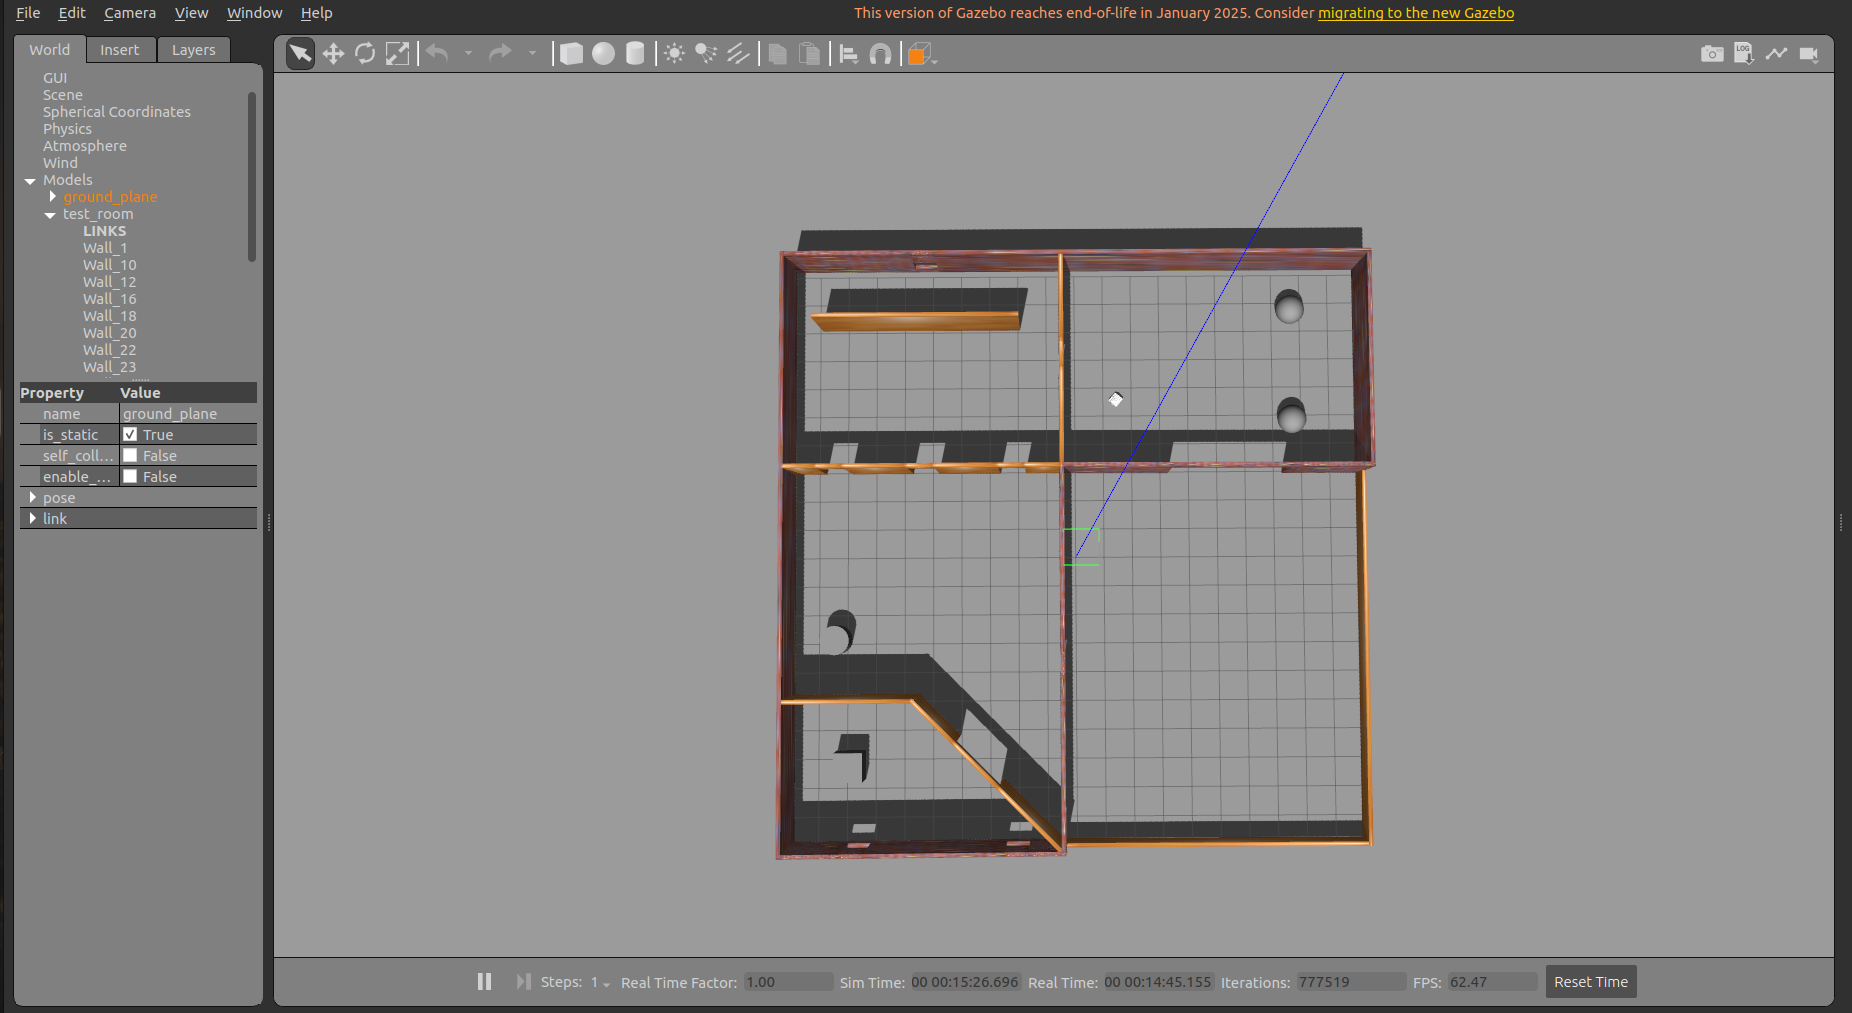 File Edit Camera View Window Help
This version of Gazebo reaches end-of-life in January 2025. Consider migrating to the new Gazebo
World Insert Layers
LOG
GUI
Scene
Spherical Coordinates
Physics
Atmosphere
Wind
Models
ground_plane
test_room
LINKS
Wall_1
Wall_10
Wall_12
Wall_16
Wall_18
Wall_20
Wall_22
Wall_23
Property Value
name ground_plane
is_static True
self_coll... False
enable_... False
pose
link
Steps: 1 Real Time Factor: 1.00 Sim Time: 00 00:15:26.696 Real Time: 00 00:14:45.155 Iterations: 777519 FPS: 62.47 Reset Time